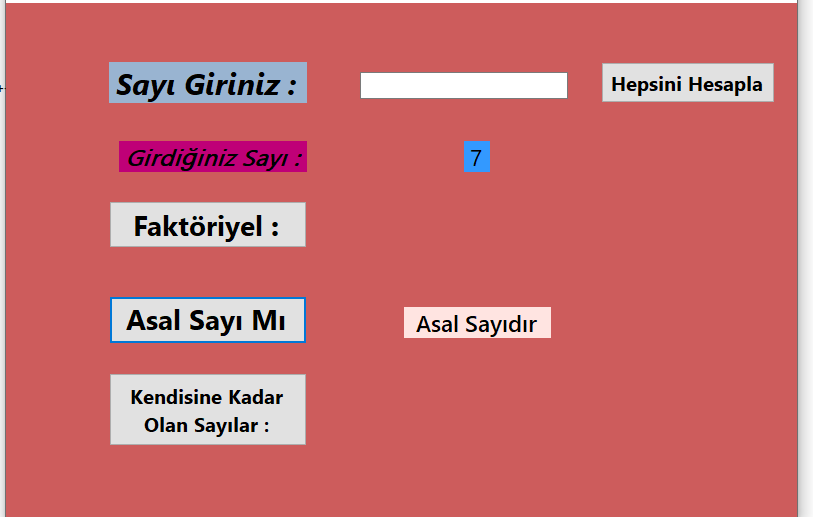 Sayı Giriniz :
Hepsini Hesapla
Girdiğiniz Sayı :
7
Faktöriyel :
Asal Sayı Mı
Asal Sayıdır
Kendisine Kadar
Olan Sayılar :